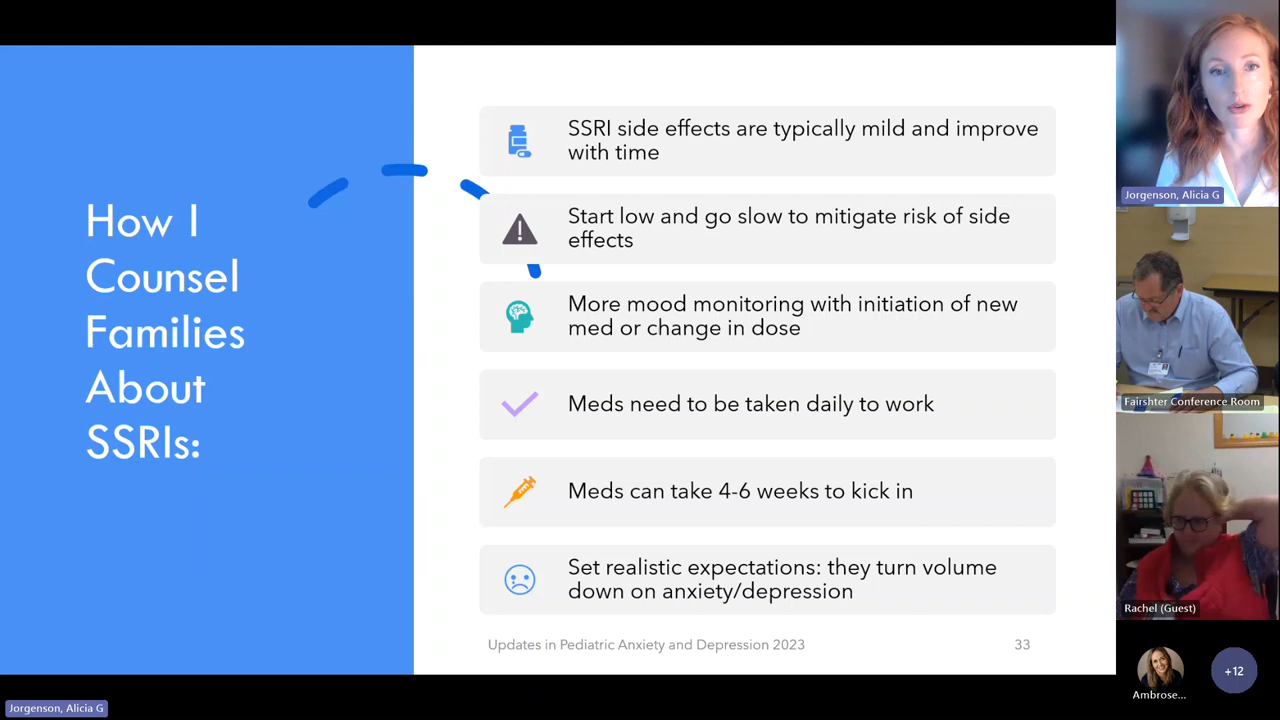 How I
Counsel
Families
About
SSRIs:
SSRI side effects are typically mild and improve
with time
Start low and go slow to mitigate risk of side
effects
More mood monitoring with initiation of new
med or change in dose
Meds need to be taken daily to work
Meds can take 4-6 weeks to kick in
Set realistic expectations: they turn volume
down on anxiety/depression
Updates in Pediatric Anxiety and Depression 2023
33
Jorgenson, Alicia G
Fairshter Conference Room
Rachel (Guest)
Ambrose...
+12
Jorgenson, Alicia G